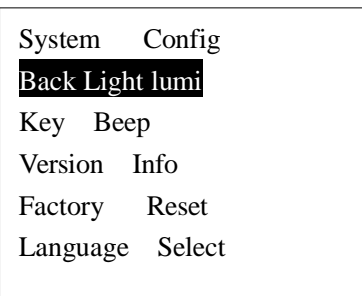 System Config
Back Light lumi
Key Beep
Version Info
Factory Reset
Language Select